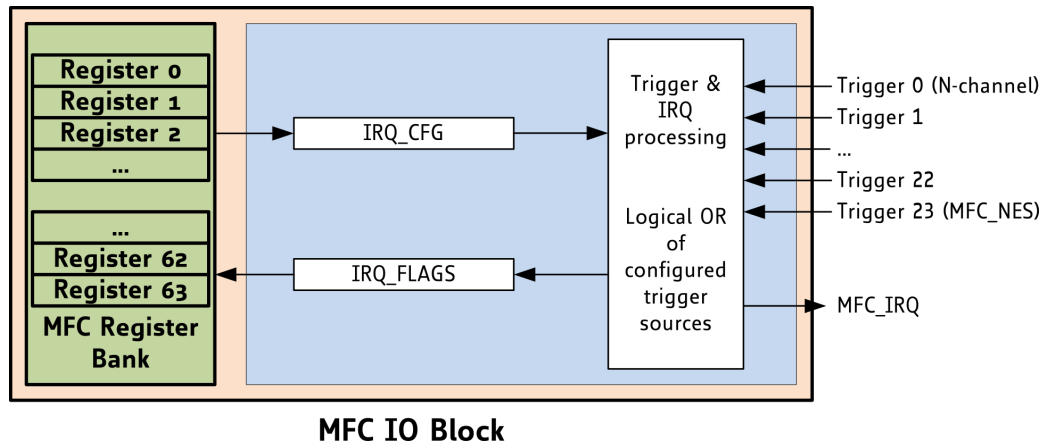 Register 0
Register 1
Register 2
...
...
Register 62
Register 63
MFC Register
Bank
IRQ_CFG
IRQ_FLAGS
Trigger &
IRQ
processing
Logical OR
of
configured
trigger
sources
Trigger 0 (N-channel)
Trigger 1
...
Trigger 22
Trigger 23 (MFC_NES)
MFC_IRQ
MFC IO Block